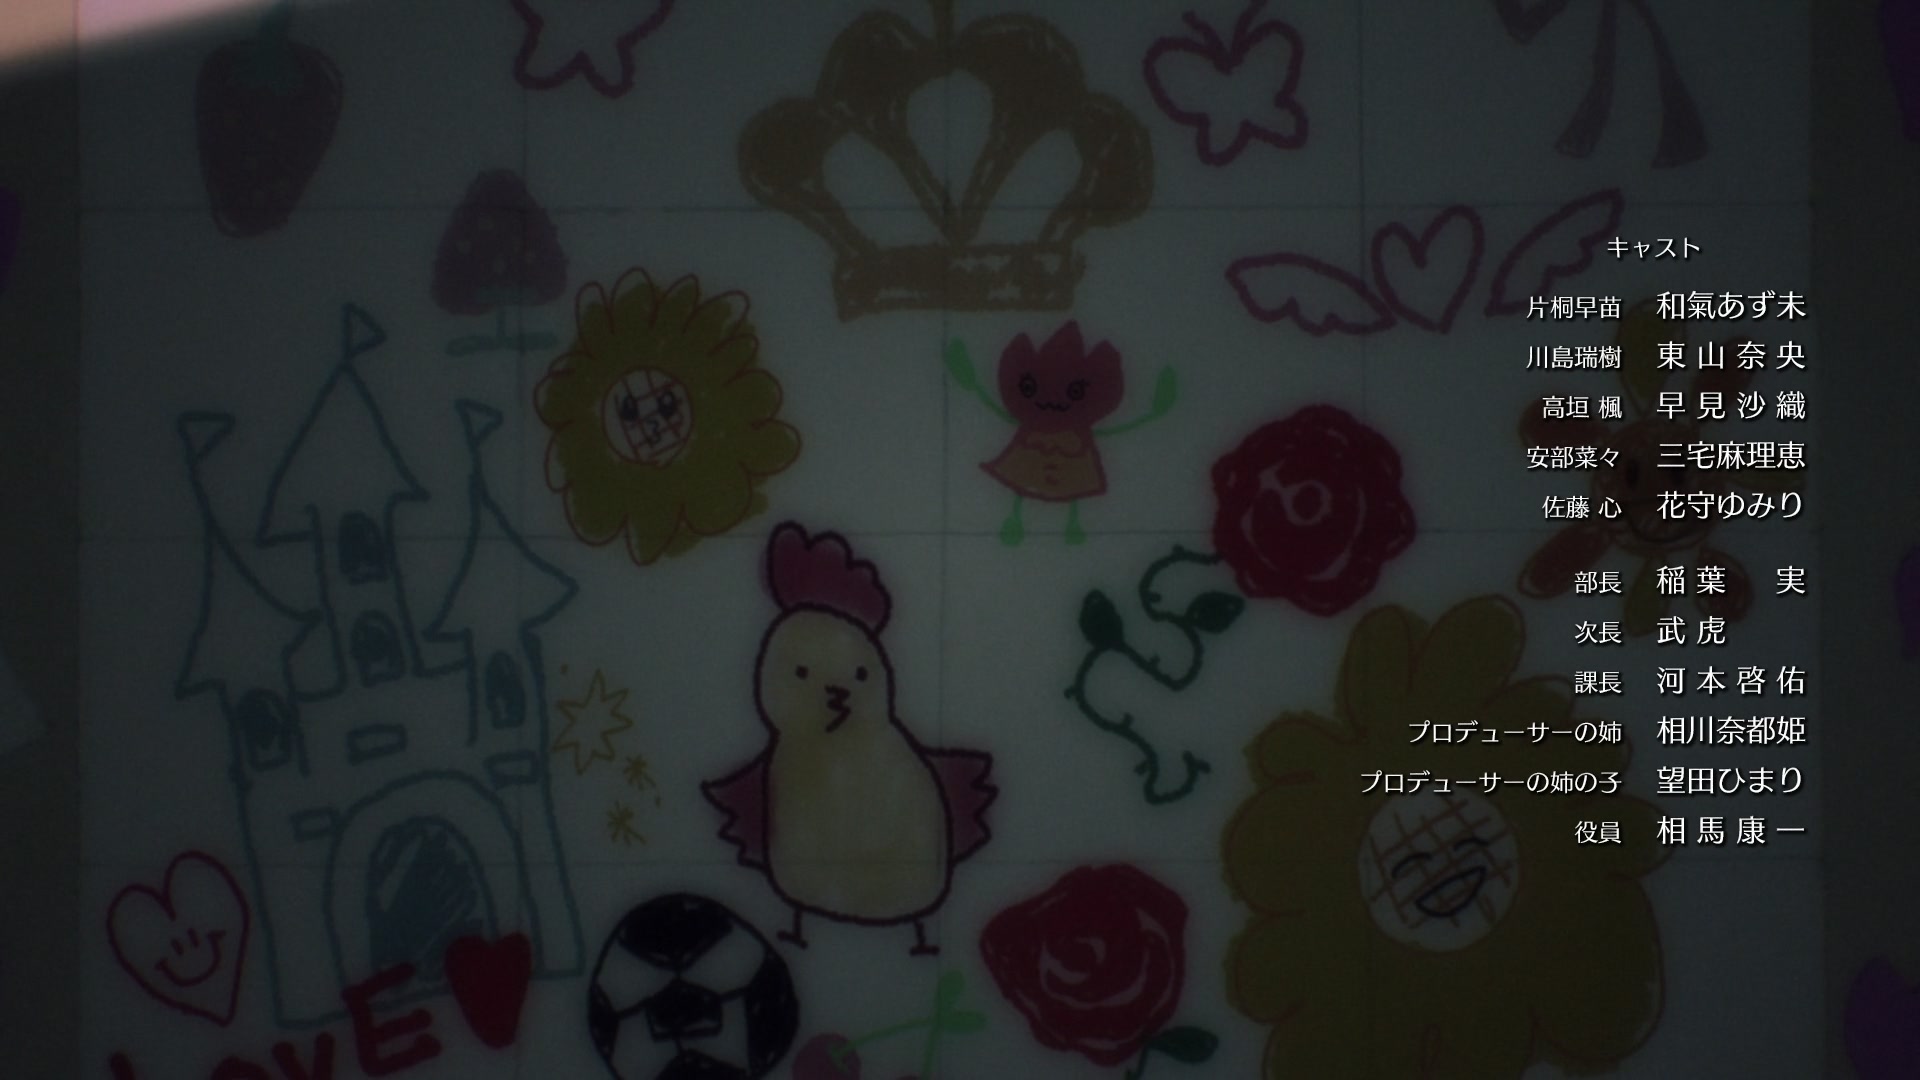 キャスト
片桐早苗 和氣あず未
川島瑞樹 東山奈央
高垣 楓 早見沙織
安部菜々 三宅麻理恵
佐藤 心 花守ゆみり
部長 稲葉 実
次長 武虎
課長 河本啓佑
プロデューサーの姉 相川奈都姫
プロデューサーの姉の子 望田ひまり
役員 相馬康一
LOVE